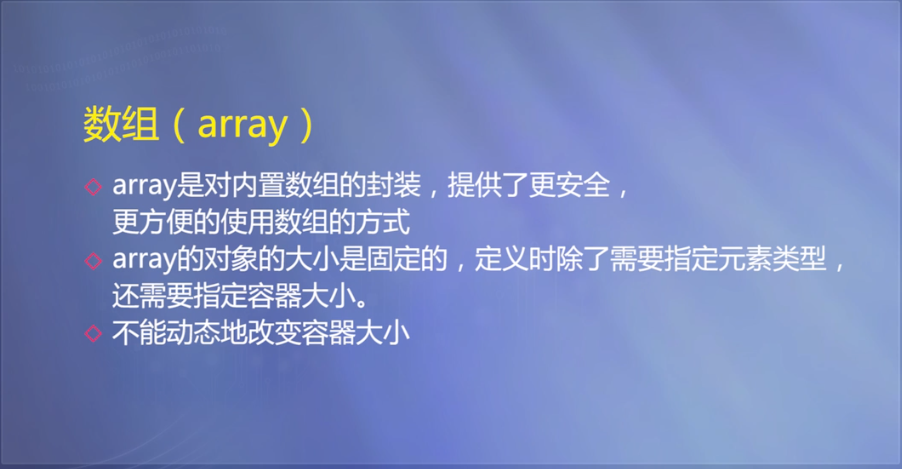 数组（array）
array是对内置数组的封装，提供了更安全，
更方便的使用数组的方式
array的对象的大小是固定的，定义时除了需要指定元素类型，
还需要指定容器大小。
不能动态地改变容器大小